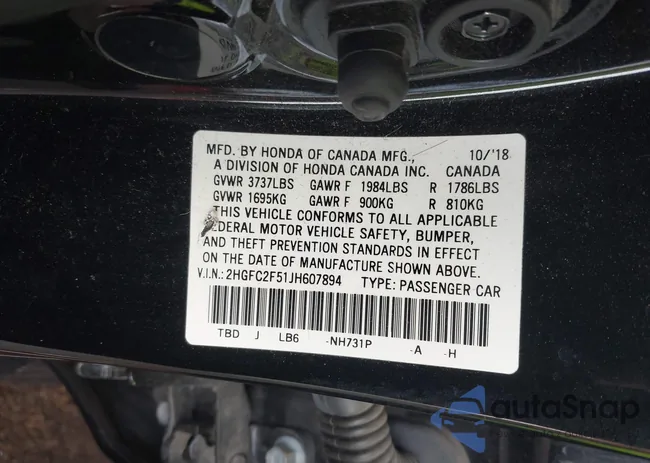 MFD. BY HONDA OF CANADA MFG., 10/'18
A DIVISION OF HONDA CANADA INC. CANADA
GVWR 3737LBS GAWR F 1984LBS R 1786LBS
GVWR 1695KG GAWR F 900KG R 810KG
THIS VEHICLE CONFORMS TO ALL APPLICABLE
FEDERAL MOTOR VEHICLE SAFETY, BUMPER,
AND THEFT PREVENTION STANDARDS IN EFFECT
ON THE DATE OF MANUFACTURE SHOWN ABOVE.
V.I.N.: 2HGFC2F51JH607894 TYPE: PASSENGER CAR
TBD J LB6 -NH731P -A -H
autoSnap